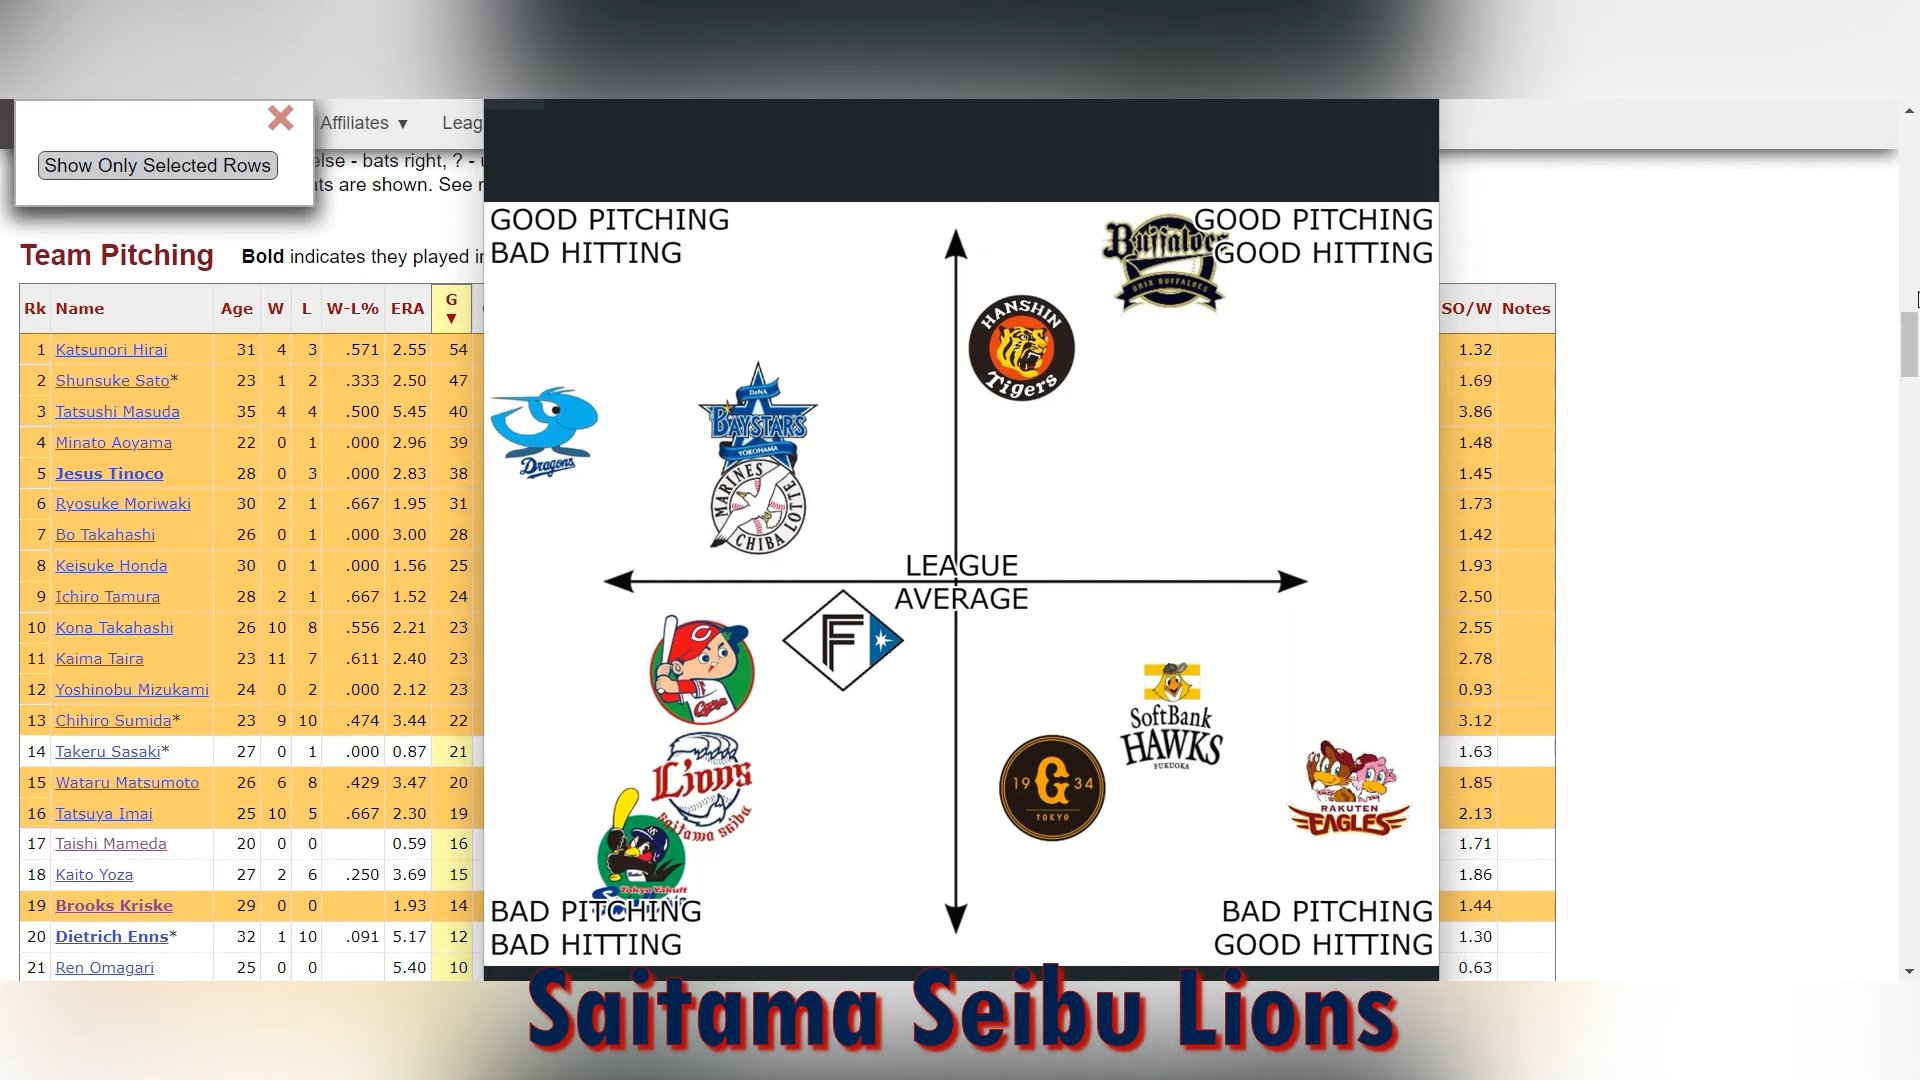 Affiliates ▼ Leag
Show Only Selected Rows
else - bats right, ? -
ts are shown. See
Team Pitching Bold indicates they played in
Rk Name Age W L W-L% ERA G ▼ SO/W Notes
1 Katsunori Hirai 31 4 3 .571 2.55 54 1.32
2 Shunsuke Sato* 23 1 2 .333 2.50 47 1.69
3 Tatsushi Masuda 35 4 4 .500 5.45 40 3.86
4 Minato Aoyama 22 0 1 .000 2.96 39 1.48
5 Jesus Tinoco 28 0 3 .000 2.83 38 1.45
6 Ryosuke Moriwaki 30 2 1 .667 1.95 31 1.73
7 Bo Takahashi 26 0 1 .000 3.00 28 1.42
8 Keisuke Honda 30 0 1 .000 1.56 25 1.93
9 Ichiro Tamura 28 2 1 .667 1.52 24 2.50
10 Kona Takahashi 26 10 8 .556 2.21 23 2.55
11 Kaima Taira 23 11 7 .611 2.40 23 2.78
12 Yoshinobu Mizukami 24 0 2 .000 2.12 23 0.93
13 Chihiro Sumida* 23 9 10 .474 3.44 22 3.12
14 Takeru Sasaki* 27 0 1 .000 0.87 21 1.63
15 Wataru Matsumoto 26 6 8 .429 3.47 20 1.85
16 Tatsuya Imai 25 10 5 .667 2.30 19 2.13
17 Taishi Mameda 20 0 0 0.59 16 1.71
18 Kaito Yoza 27 2 6 .250 3.69 15 1.86
19 Brooks Kriske 29 0 0 1.93 14 1.44
20 Dietrich Enns* 32 1 10 .091 5.17 12 1.30
21 Ren Omagari 25 0 0 5.40 10 0.63
GOOD PITCHING
BAD HITTING
GOOD PITCHING
GOOD HITTING
Buffaloes
ORIX BUFFALOES
HANSHIN
Tigers
Dragons
DeNA
BAYSTARS
YOKOHAMA
MARINES
CHIBA LOTTE
LEAGUE
AVERAGE
F
C
Carp
SoftBank
HAWKS
FUKUOKA
Lions
Saitama Seibu
19 G 34
TOKYO
RAKUTEN
EAGLES
Tokyo Yakult
BAD PITCHING
BAD HITTING
BAD PITCHING
GOOD HITTING
Saitama Seibu Lions